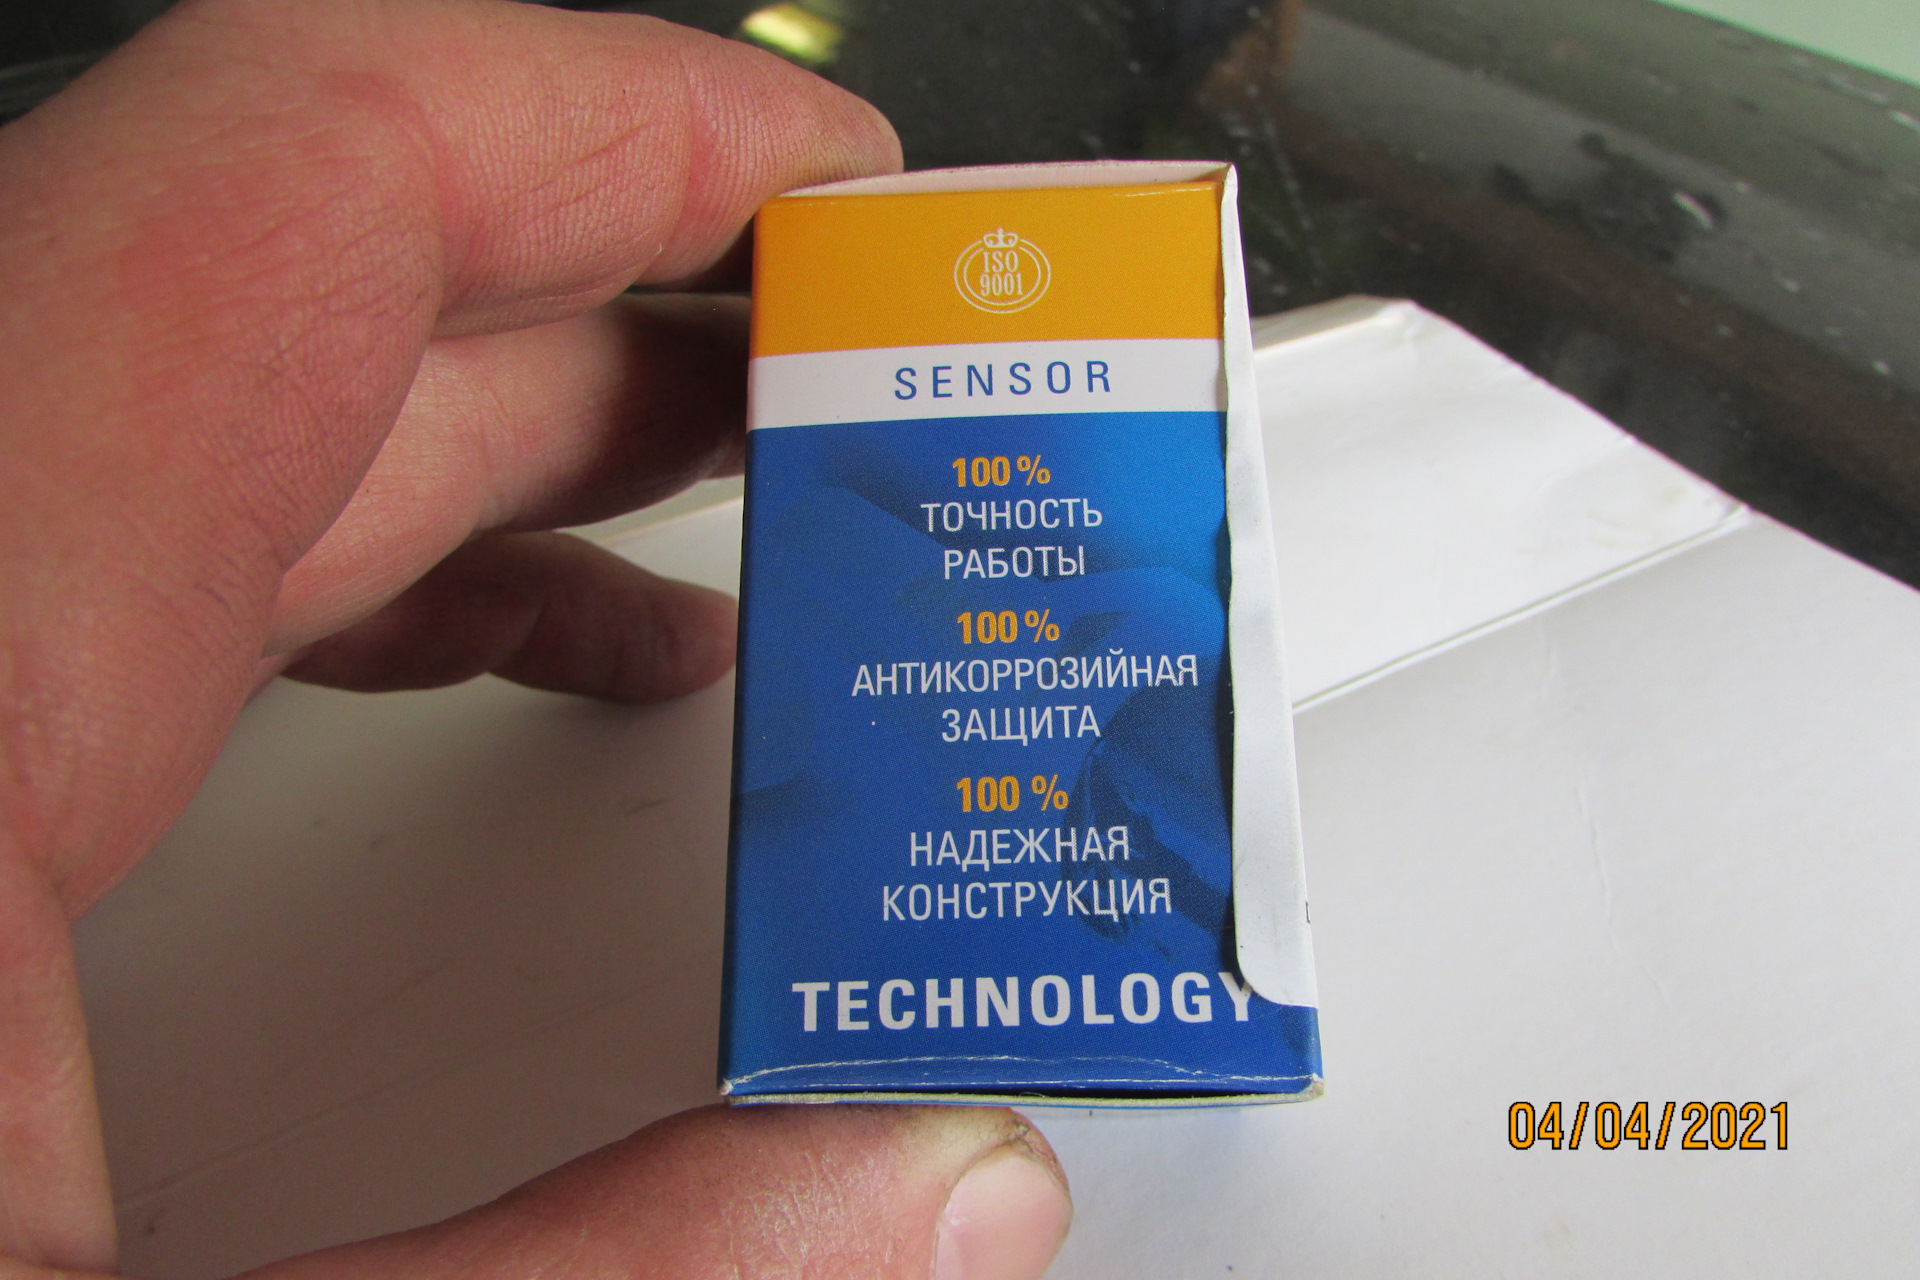 ISO
9001
SENSOR
100 %
ТОЧНОСТЬ
РАБОТЫ
100 %
АНТИКОРРОЗИЙНАЯ
ЗАЩИТА
100 %
НАДЕЖНАЯ
КОНСТРУКЦИЯ
TECHNOLOGY
04/04/2021